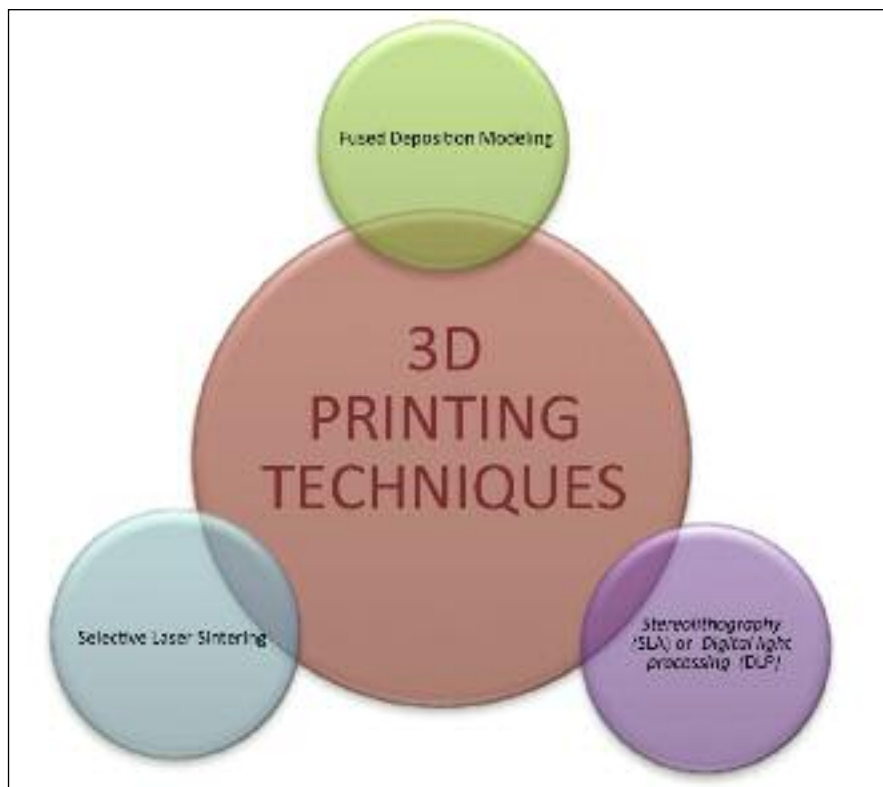 Fused Deposition Modeling
3D
PRINTING
TECHNIQUES
Selective Laser Sintering
Stereolithography
(SLA) or Digital light
processing (DLP)